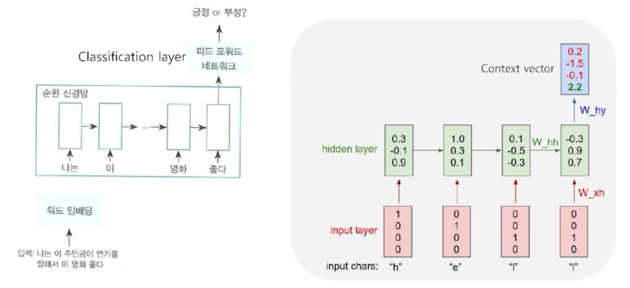 긍정 or 부정?
Classification layer
피드 포워드
네트워크
순환 신경망
나는 이 ... 영화 좋다
워드 임베딩
입력: 나는 이 주인공이 연기를
잘해서 이 영화 좋다
Context vector
0.2
-1.5
-0.1
2.2
W_hy
hidden layer
0.3 1.0 0.1 W_hh -0.3
-0.1 0.3 -0.5 0.9
0.9 0.1 -0.3 0.7
W_xh
input layer
1 0 0 0
0 1 0 0
0 0 1 1
0 0 0 0
input chars: "h" "e" "l" "l"